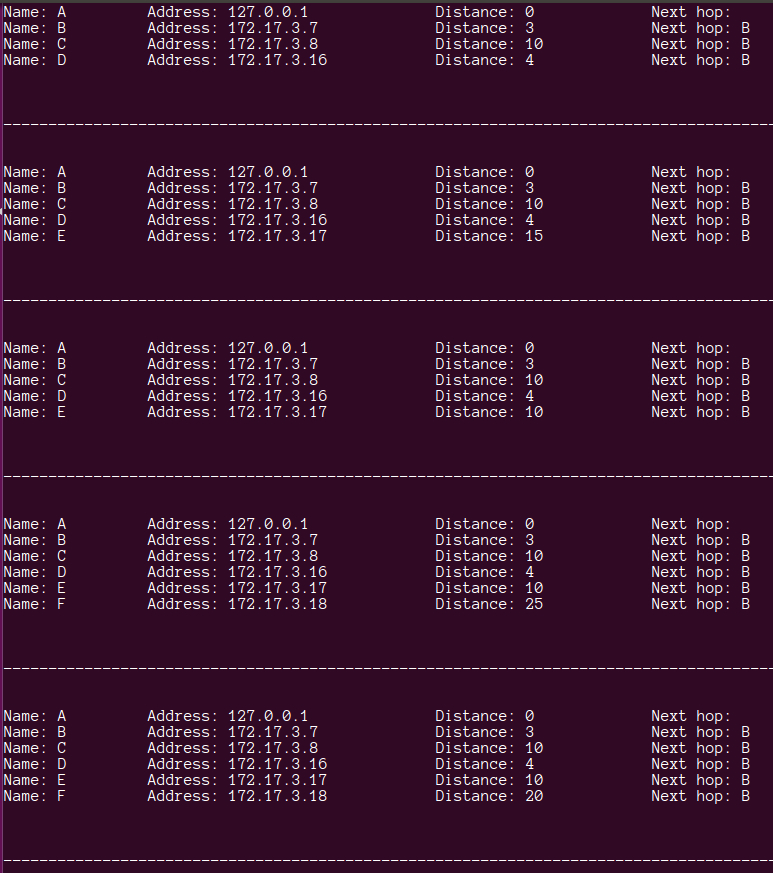 Name: A Address: 127.0.0.1 Distance: 0 Next hop:
Name: B Address: 172.17.3.7 Distance: 3 Next hop: B
Name: C Address: 172.17.3.8 Distance: 10 Next hop: B
Name: D Address: 172.17.3.16 Distance: 4 Next hop: B
--------------------------------------------------------------------------------------
Name: A Address: 127.0.0.1 Distance: 0 Next hop:
Name: B Address: 172.17.3.7 Distance: 3 Next hop: B
Name: C Address: 172.17.3.8 Distance: 10 Next hop: B
Name: D Address: 172.17.3.16 Distance: 4 Next hop: B
Name: E Address: 172.17.3.17 Distance: 15 Next hop: B
--------------------------------------------------------------------------------------
Name: A Address: 127.0.0.1 Distance: 0 Next hop:
Name: B Address: 172.17.3.7 Distance: 3 Next hop: B
Name: C Address: 172.17.3.8 Distance: 10 Next hop: B
Name: D Address: 172.17.3.16 Distance: 4 Next hop: B
Name: E Address: 172.17.3.17 Distance: 10 Next hop: B
--------------------------------------------------------------------------------------
Name: A Address: 127.0.0.1 Distance: 0 Next hop:
Name: B Address: 172.17.3.7 Distance: 3 Next hop: B
Name: C Address: 172.17.3.8 Distance: 10 Next hop: B
Name: D Address: 172.17.3.16 Distance: 4 Next hop: B
Name: E Address: 172.17.3.17 Distance: 10 Next hop: B
Name: F Address: 172.17.3.18 Distance: 25 Next hop: B
--------------------------------------------------------------------------------------
Name: A Address: 127.0.0.1 Distance: 0 Next hop:
Name: B Address: 172.17.3.7 Distance: 3 Next hop: B
Name: C Address: 172.17.3.8 Distance: 10 Next hop: B
Name: D Address: 172.17.3.16 Distance: 4 Next hop: B
Name: E Address: 172.17.3.17 Distance: 10 Next hop: B
Name: F Address: 172.17.3.18 Distance: 20 Next hop: B
--------------------------------------------------------------------------------------